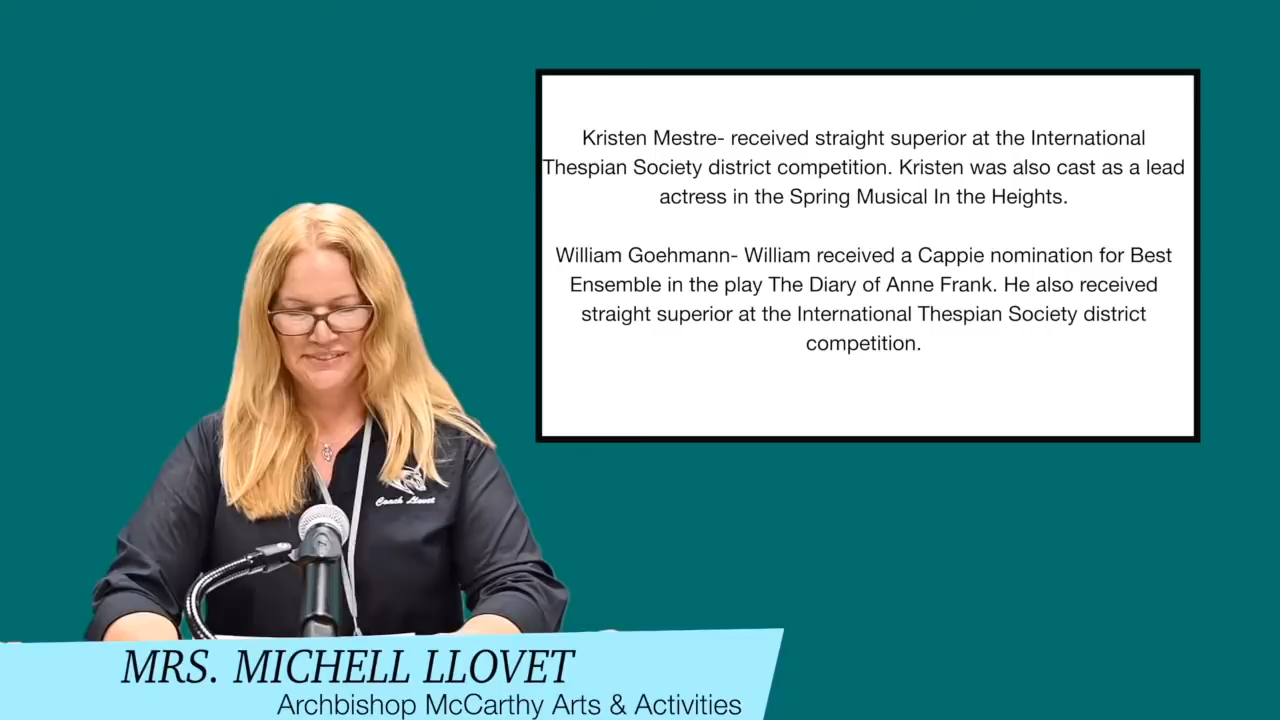 Kristen Mestre- received straight superior at the International
Thespian Society district competition. Kristen was also cast as a lead
actress in the Spring Musical In the Heights.
William Goehmann- William received a Cappie nomination for Best
Ensemble in the play The Diary of Anne Frank. He also received
straight superior at the International Thespian Society district
competition.
Coach Llovet
MRS. MICHELL LLOVET
Archbishop McCarthy Arts & Activities